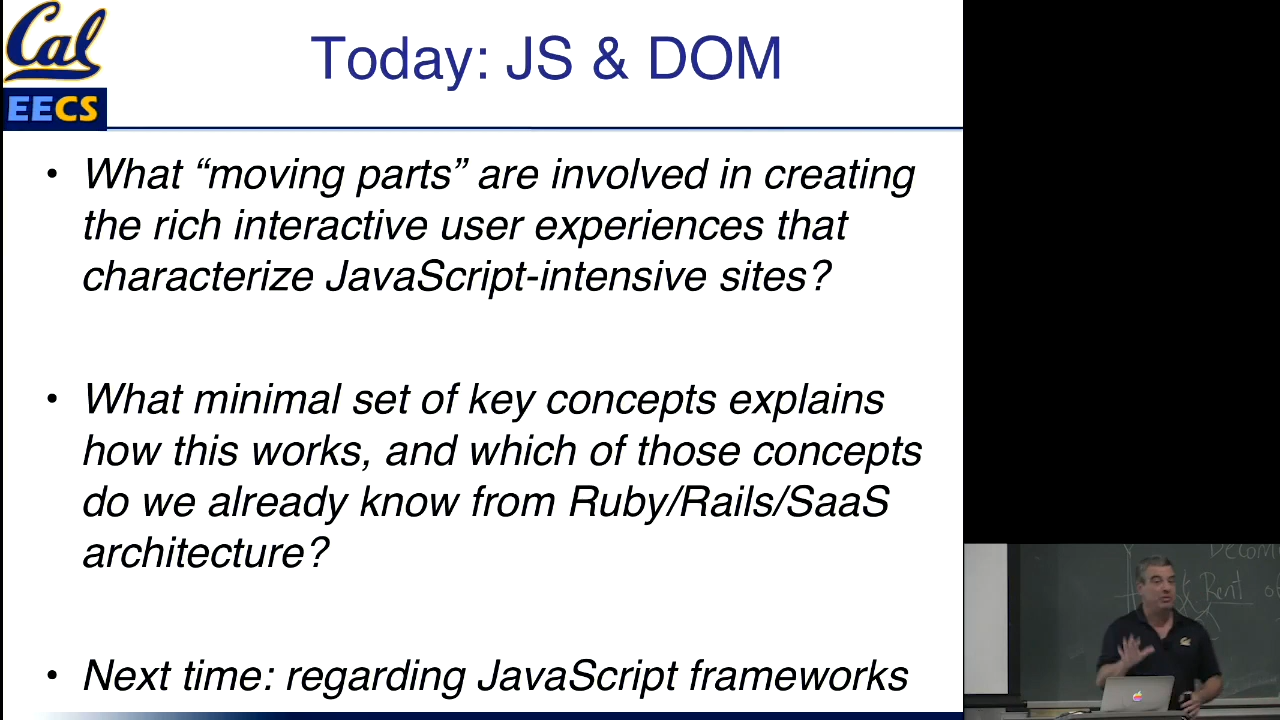 Cal
EECS
Today: JS & DOM
• What “moving parts” are involved in creating
the rich interactive user experiences that
characterize JavaScript-intensive sites?
• What minimal set of key concepts explains
how this works, and which of those concepts
do we already know from Ruby/Rails/SaaS
architecture?
• Next time: regarding JavaScript frameworks
Rent